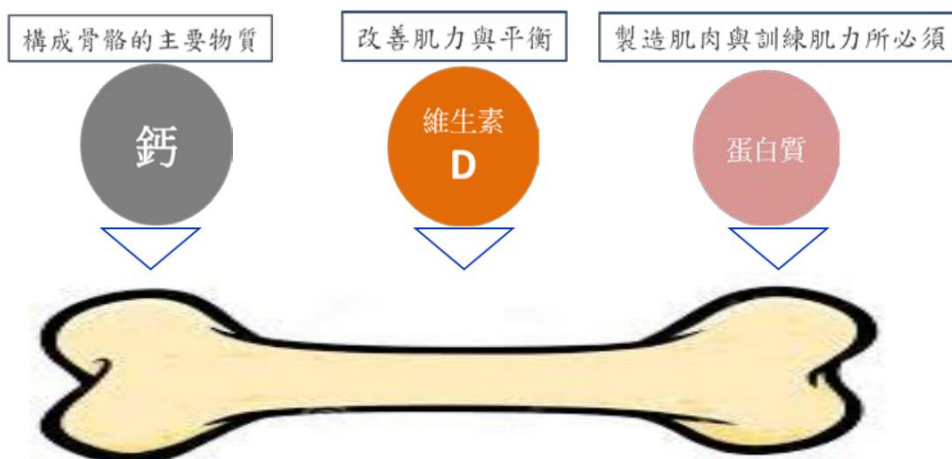 構成骨骼的主要物質
改善肌力與平衡
製造肌肉與訓練肌力所必須
鈣
維生素
D
蛋白質